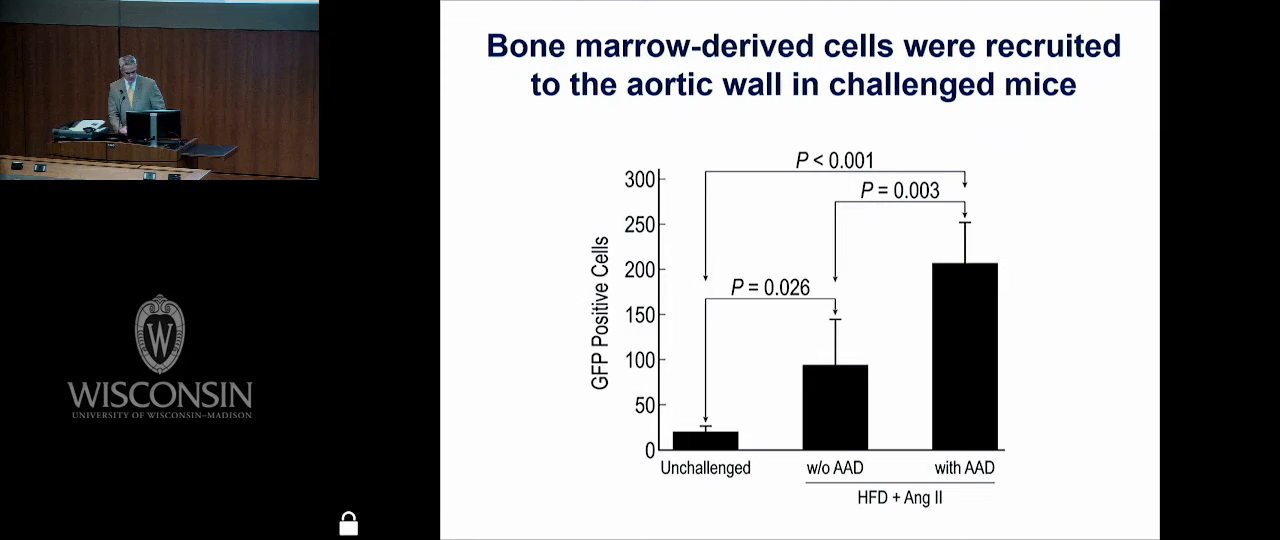 Bone marrow-derived cells were recruited
to the aortic wall in challenged mice
P < 0.001
P = 0.003
P = 0.026
GFP Positive Cells
300
250
200
150
100
50
0
Unchallenged
w/o AAD
with AAD
HFD + Ang II
W
WISCONSIN
UNIVERSITY OF WISCONSIN–MADISON